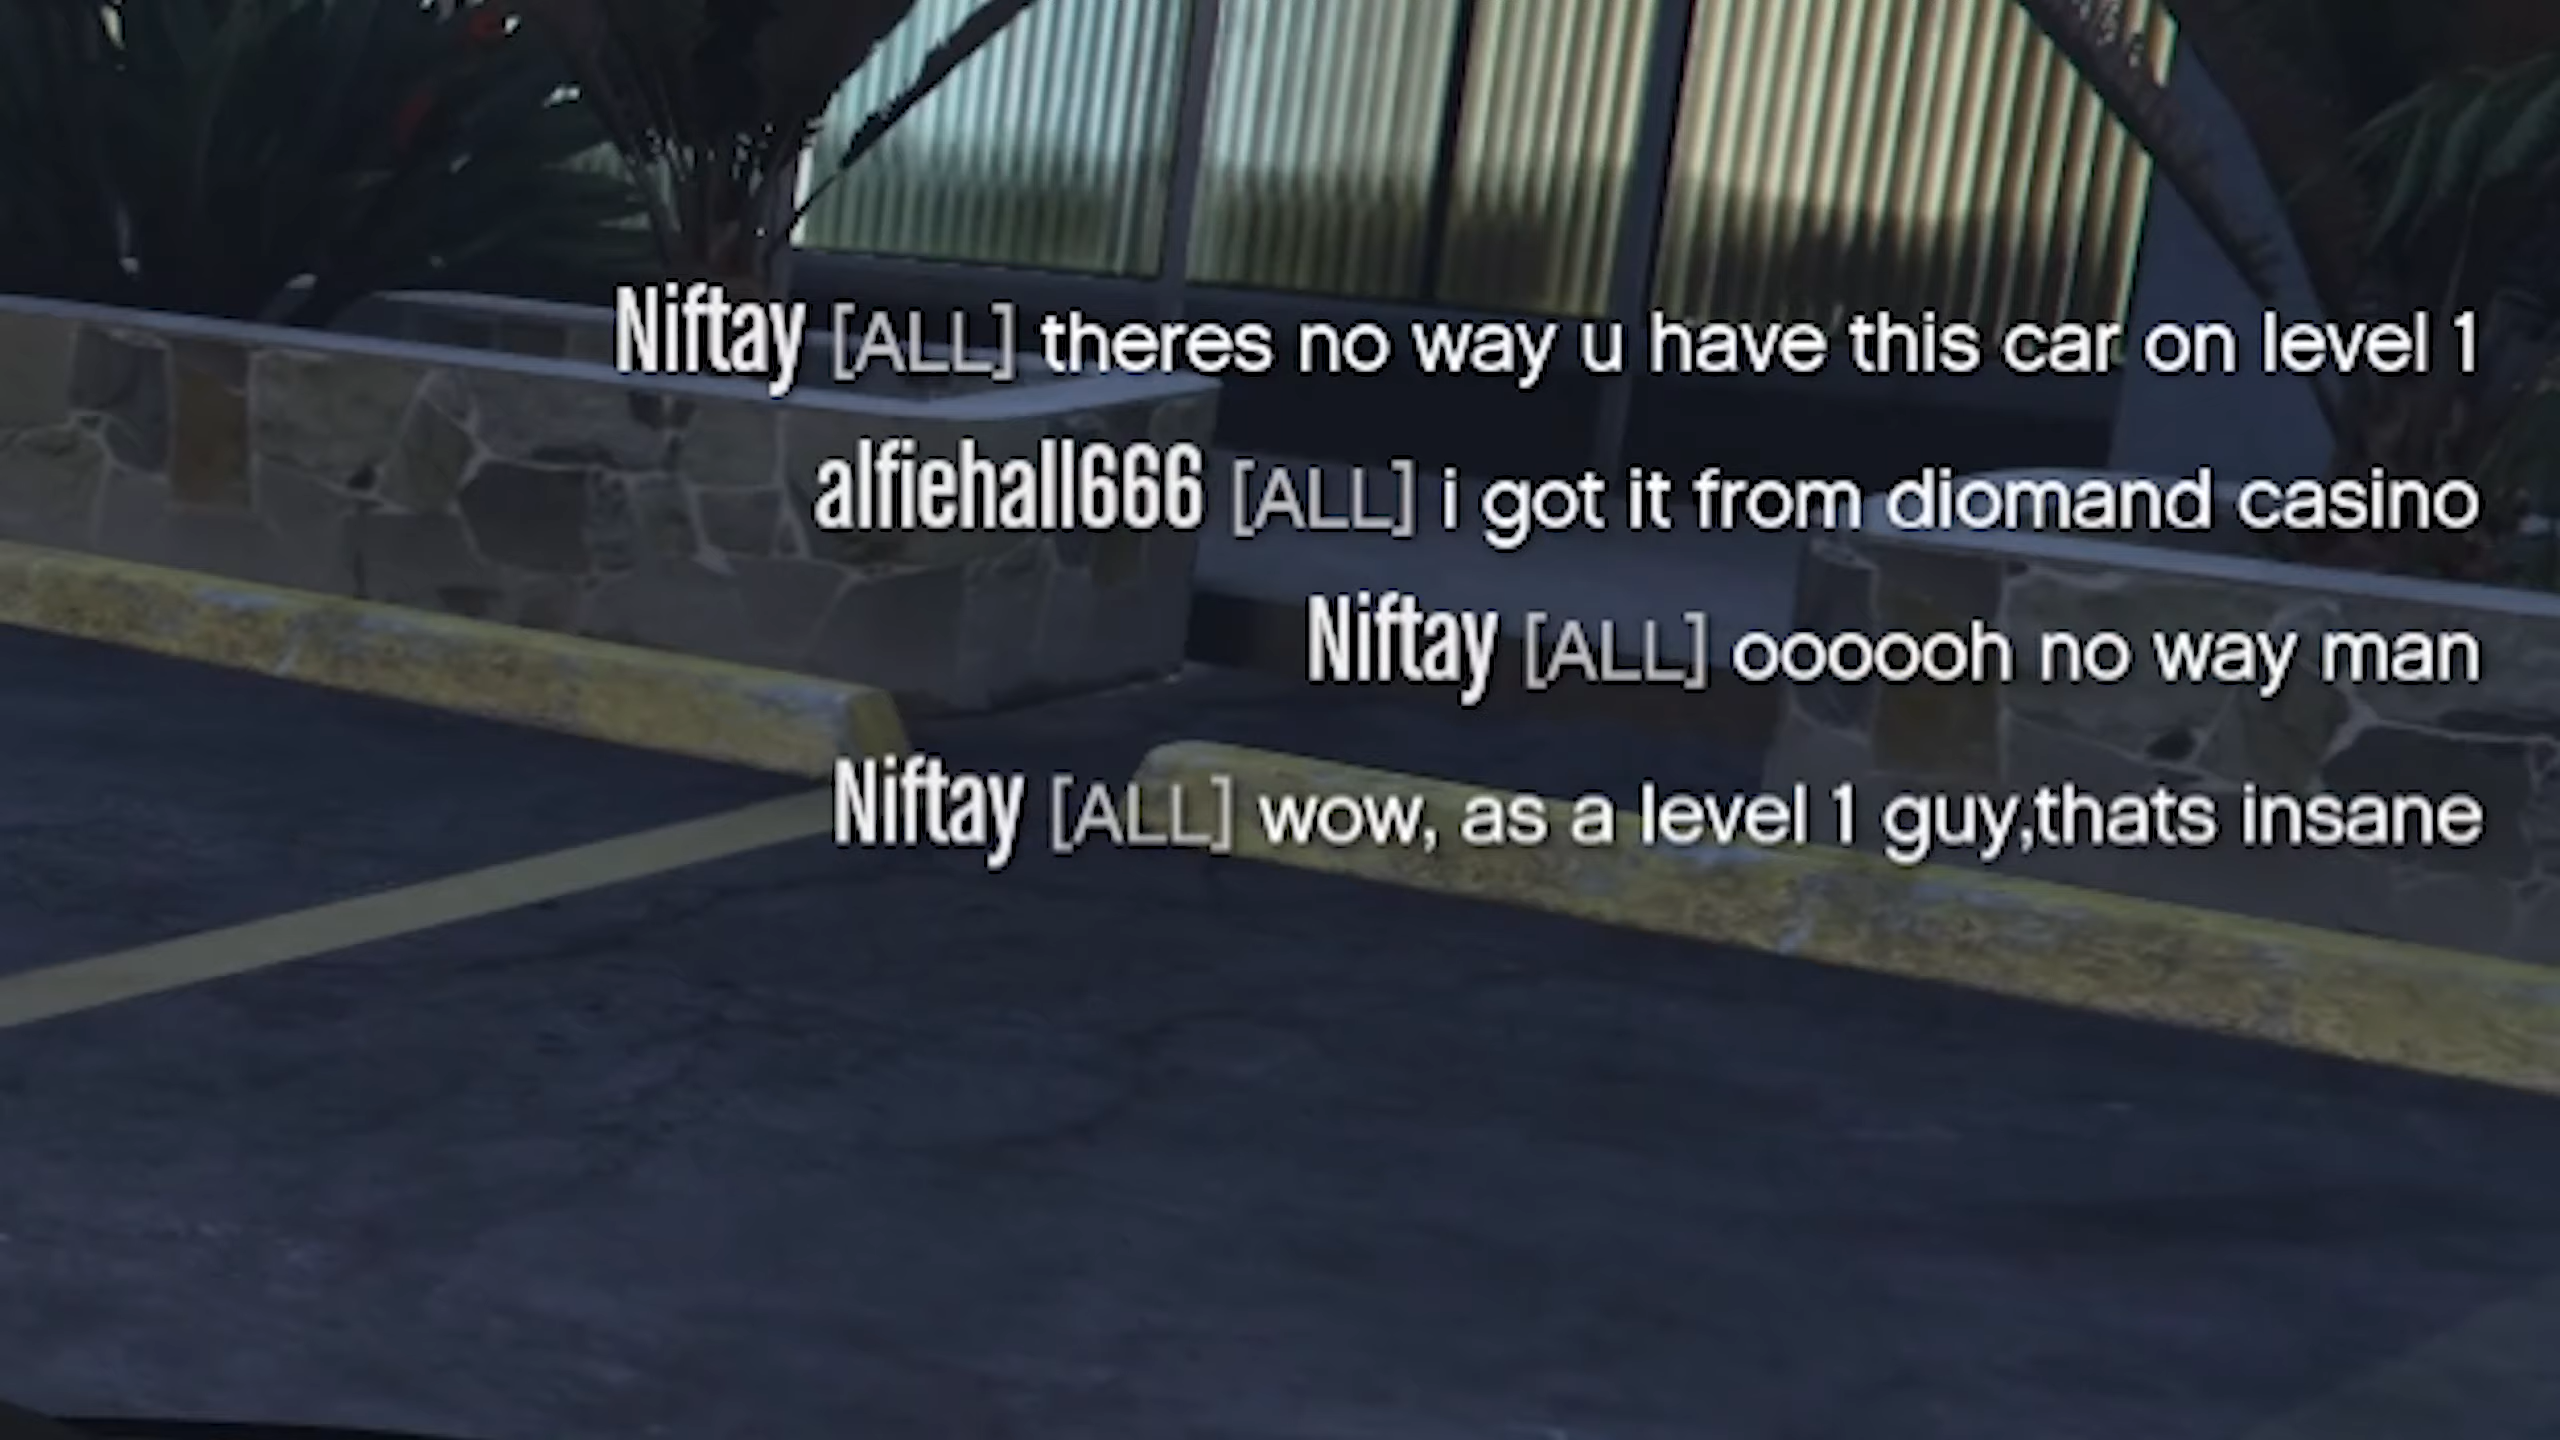 Niftay [ALL] theres no way u have this car on level 1
alfiehall666 [ALL] i got it from diomand casino
Niftay [ALL] oooooh no way man
Niftay [ALL] wow, as a level 1 guy,thats insane